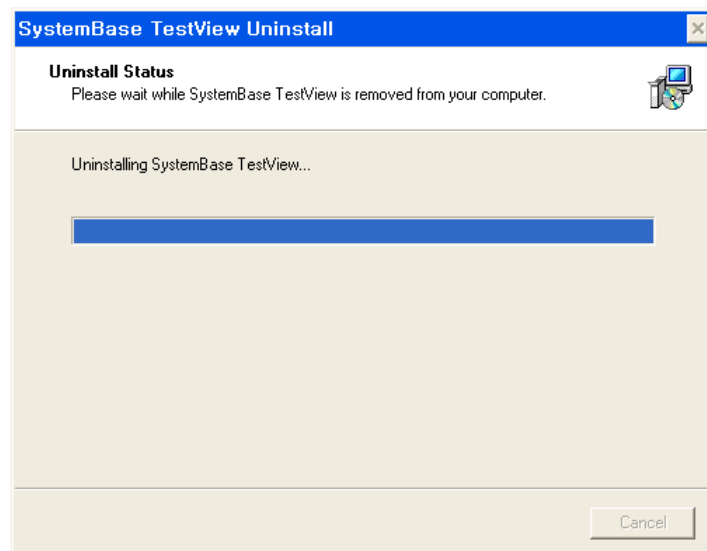 SystemBase TestView Uninstall
Uninstall Status
Please wait while SystemBase TestView is removed from your computer.
Uninstalling SystemBase TestView...
Cancel